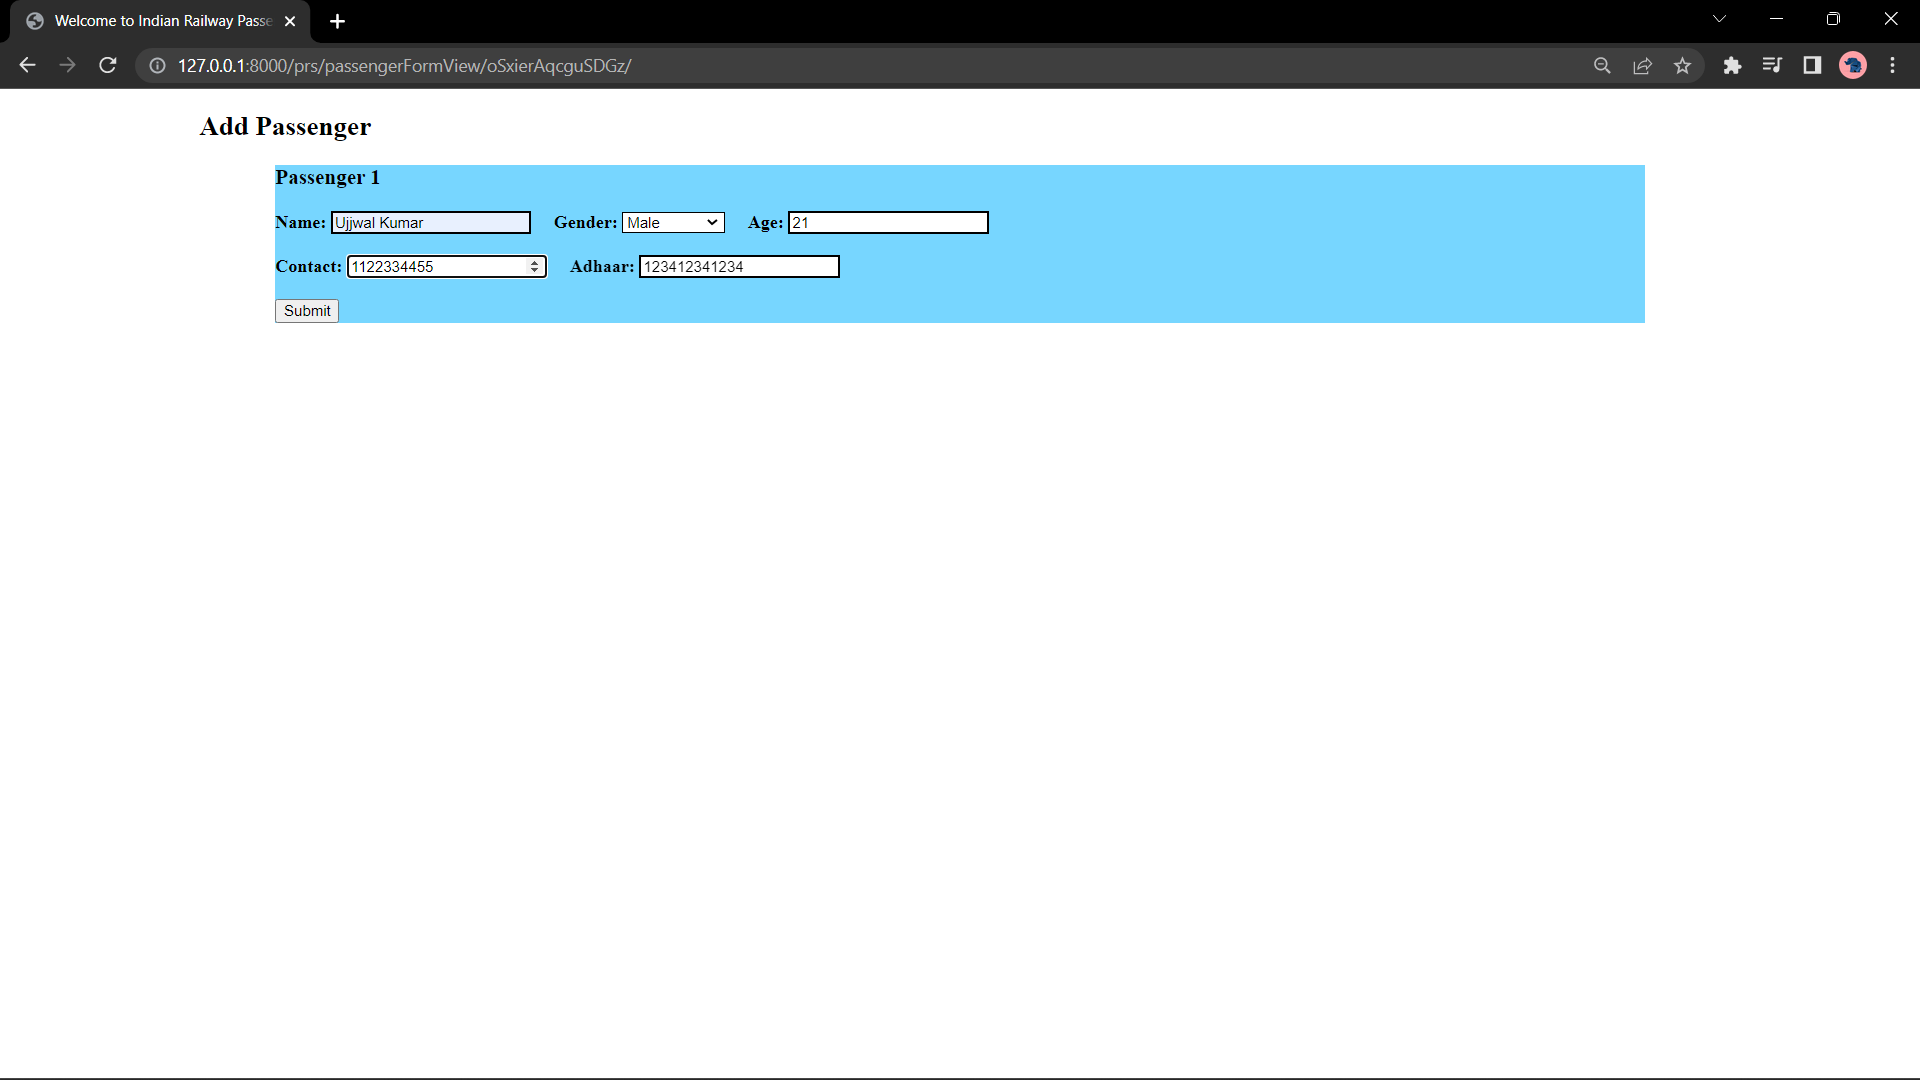 Welcome to Indian Railway Passe
127.0.0.1:8000/prs/passengerFormView/oSxierAqcguSDGz/
Add Passenger
Passenger 1
Name: Ujjwal Kumar Gender: Male Age: 21
Contact: 1122334455 Adhaar: 123412341234
Submit